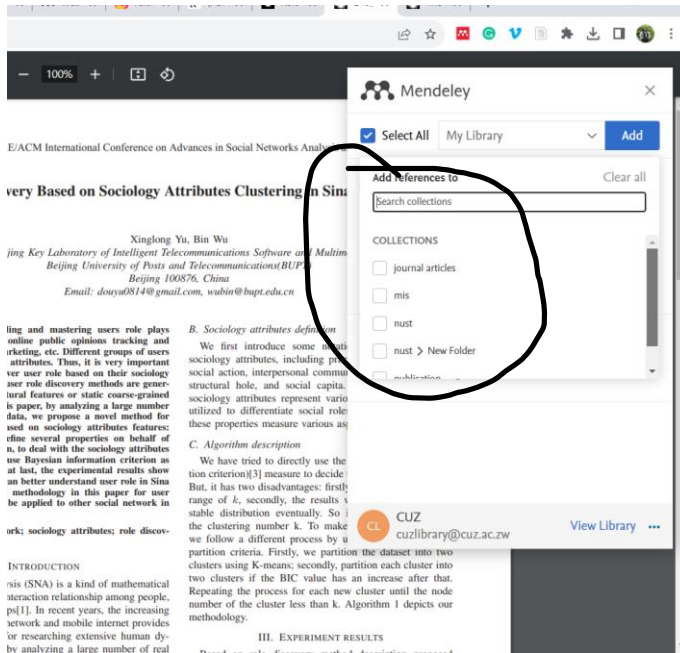 100%
Mendeley
Select All
My Library
Add
Add references to
Clear all
Search collections
COLLECTIONS
journal articles
mis
nust
nust > New Folder
publication
CL
CUZ
cuzlibrary@cuz.ac.zw
View Library
E/ACM International Conference on Advances in Social Networks
very Based on Sociology Attributes Clustering in Sina
Xinglong Yu, Bin Wu
jing Key Laboratory of Intelligent Telecommunications Software and
Beijing University of Posts and Telecommunications(BUPT)
Beijing 100876, China
Email: douyu0814@gmail.com, wubin@bupt.edu.cn
ling and mastering users role plays
online public opinions tracking and
rketing, etc. Different groups of users
attributes. Thus, it is very important
ver user role based on their sociology
user role discovery methods are gener-
tural features or static coarse-grained
is paper, by analyzing a large number
data, we propose a novel method for
ased on sociology attributes features:
efine several properties on behalf of
n, to deal with the sociology attributes
use Bayesian information criterion as
at last, the experimental results show
an better understand user role in Sina
methodology in this paper for user
be applied to other social network in
ork; sociology attributes; role discov-
INTRODUCTION
ysis (SNA) is a kind of mathematical
nteraction relationship among people,
ps[1]. In recent years, the increasing
network and mobile internet provides
for researching extensive human dy-
by analyzing a large number of real
B. Sociology attributes definition
We first introduce some
sociology attributes, including
social action, interpersonal
structural hole, and social capita.
sociology attributes represent
utilized to differentiate social
these properties measure various
C. Algorithm description
We have tried to directly use the
tion criterion)[3] measure to decide
But, it has two disadvantages: firstly
range of k, secondly, the results
stable distribution eventually. So
the clustering number k. To make
we follow a different process by
partition criteria. Firstly, we partition the dataset into two
clusters using K-means; secondly, partition each cluster into
two clusters if the BIC value has an increase after that.
Repeating the process for each new cluster until the node
number of the cluster less than k. Algorithm 1 depicts our
methodology.
III. EXPERIMENT RESULTS